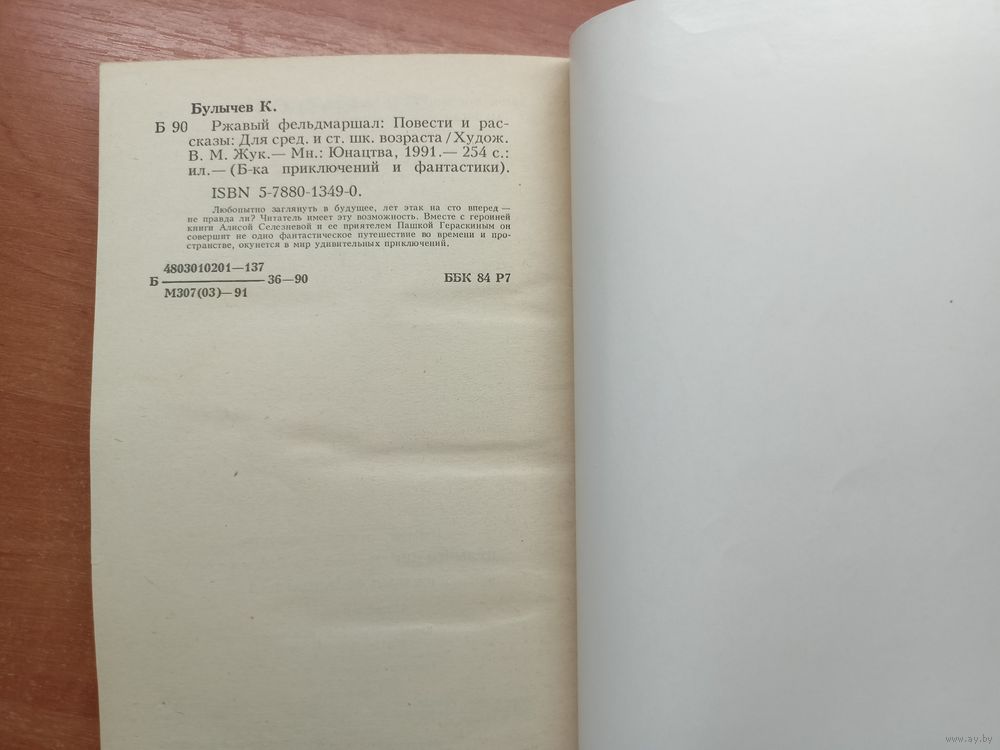 Булычев К.
Б 90 Ржавый фельдмаршал: Повести и рас-
сказы: Для сред. и ст. шк. возраста / Худож.
В. М. Жук.— Мн.: Юнацтва, 1991.— 254 с.:
ил.— (Б-ка приключений и фантастики).
ISBN 5-7880-1349-0.
Любопытно заглянуть в будущее, лет этак на сто вперед —
не правда ли? Читатель имеет эту возможность. Вместе с героиней
книги Алисой Селезневой и ее приятелем Пашкой Гераскиным он
совершит не одно фантастическое путешествие во времени и про-
странстве, окунется в мир удивительных приключений.
4803010201—137
Б 36—90 ББК 84 Р7
М307(03)—91
www.ay.by